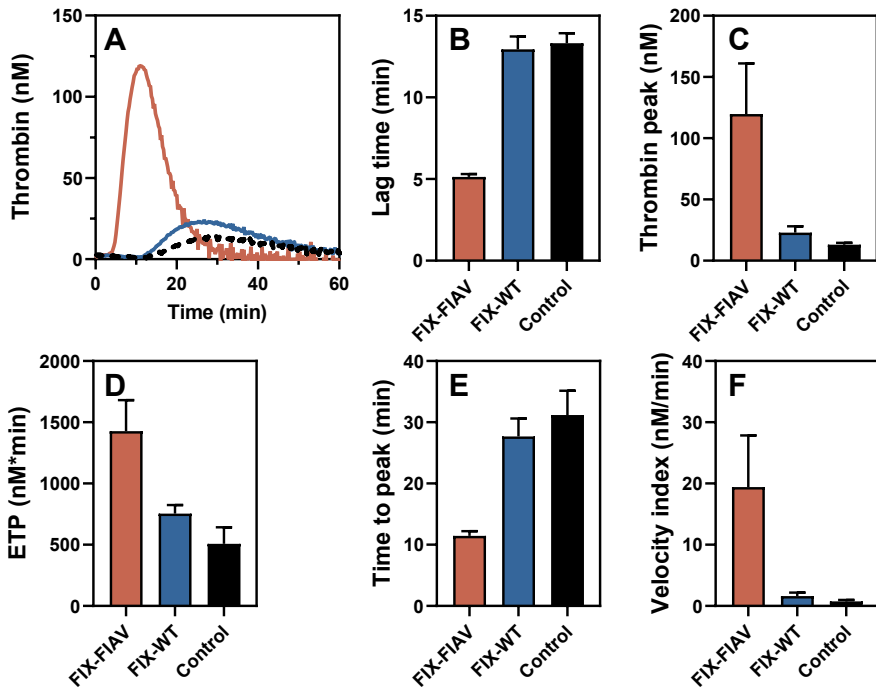 A
Thrombin (nM)
150
100
50
0
0 20 40 60
Time (min)
B
Lag time (min)
15
10
5
0
FIX-FIAV
FIX-WT
Control
C
Thrombin peak (nM)
200
150
100
50
0
FIX-FIAV
FIX-WT
Control
D
ETP (nM*min)
2000
1500
1000
500
0
FIX-FIAV
FIX-WT
Control
E
Time to peak (min)
40
30
20
10
0
FIX-FIAV
FIX-WT
Control
F
Velocity index (nM/min)
40
30
20
10
0
FIX-FIAV
FIX-WT
Control